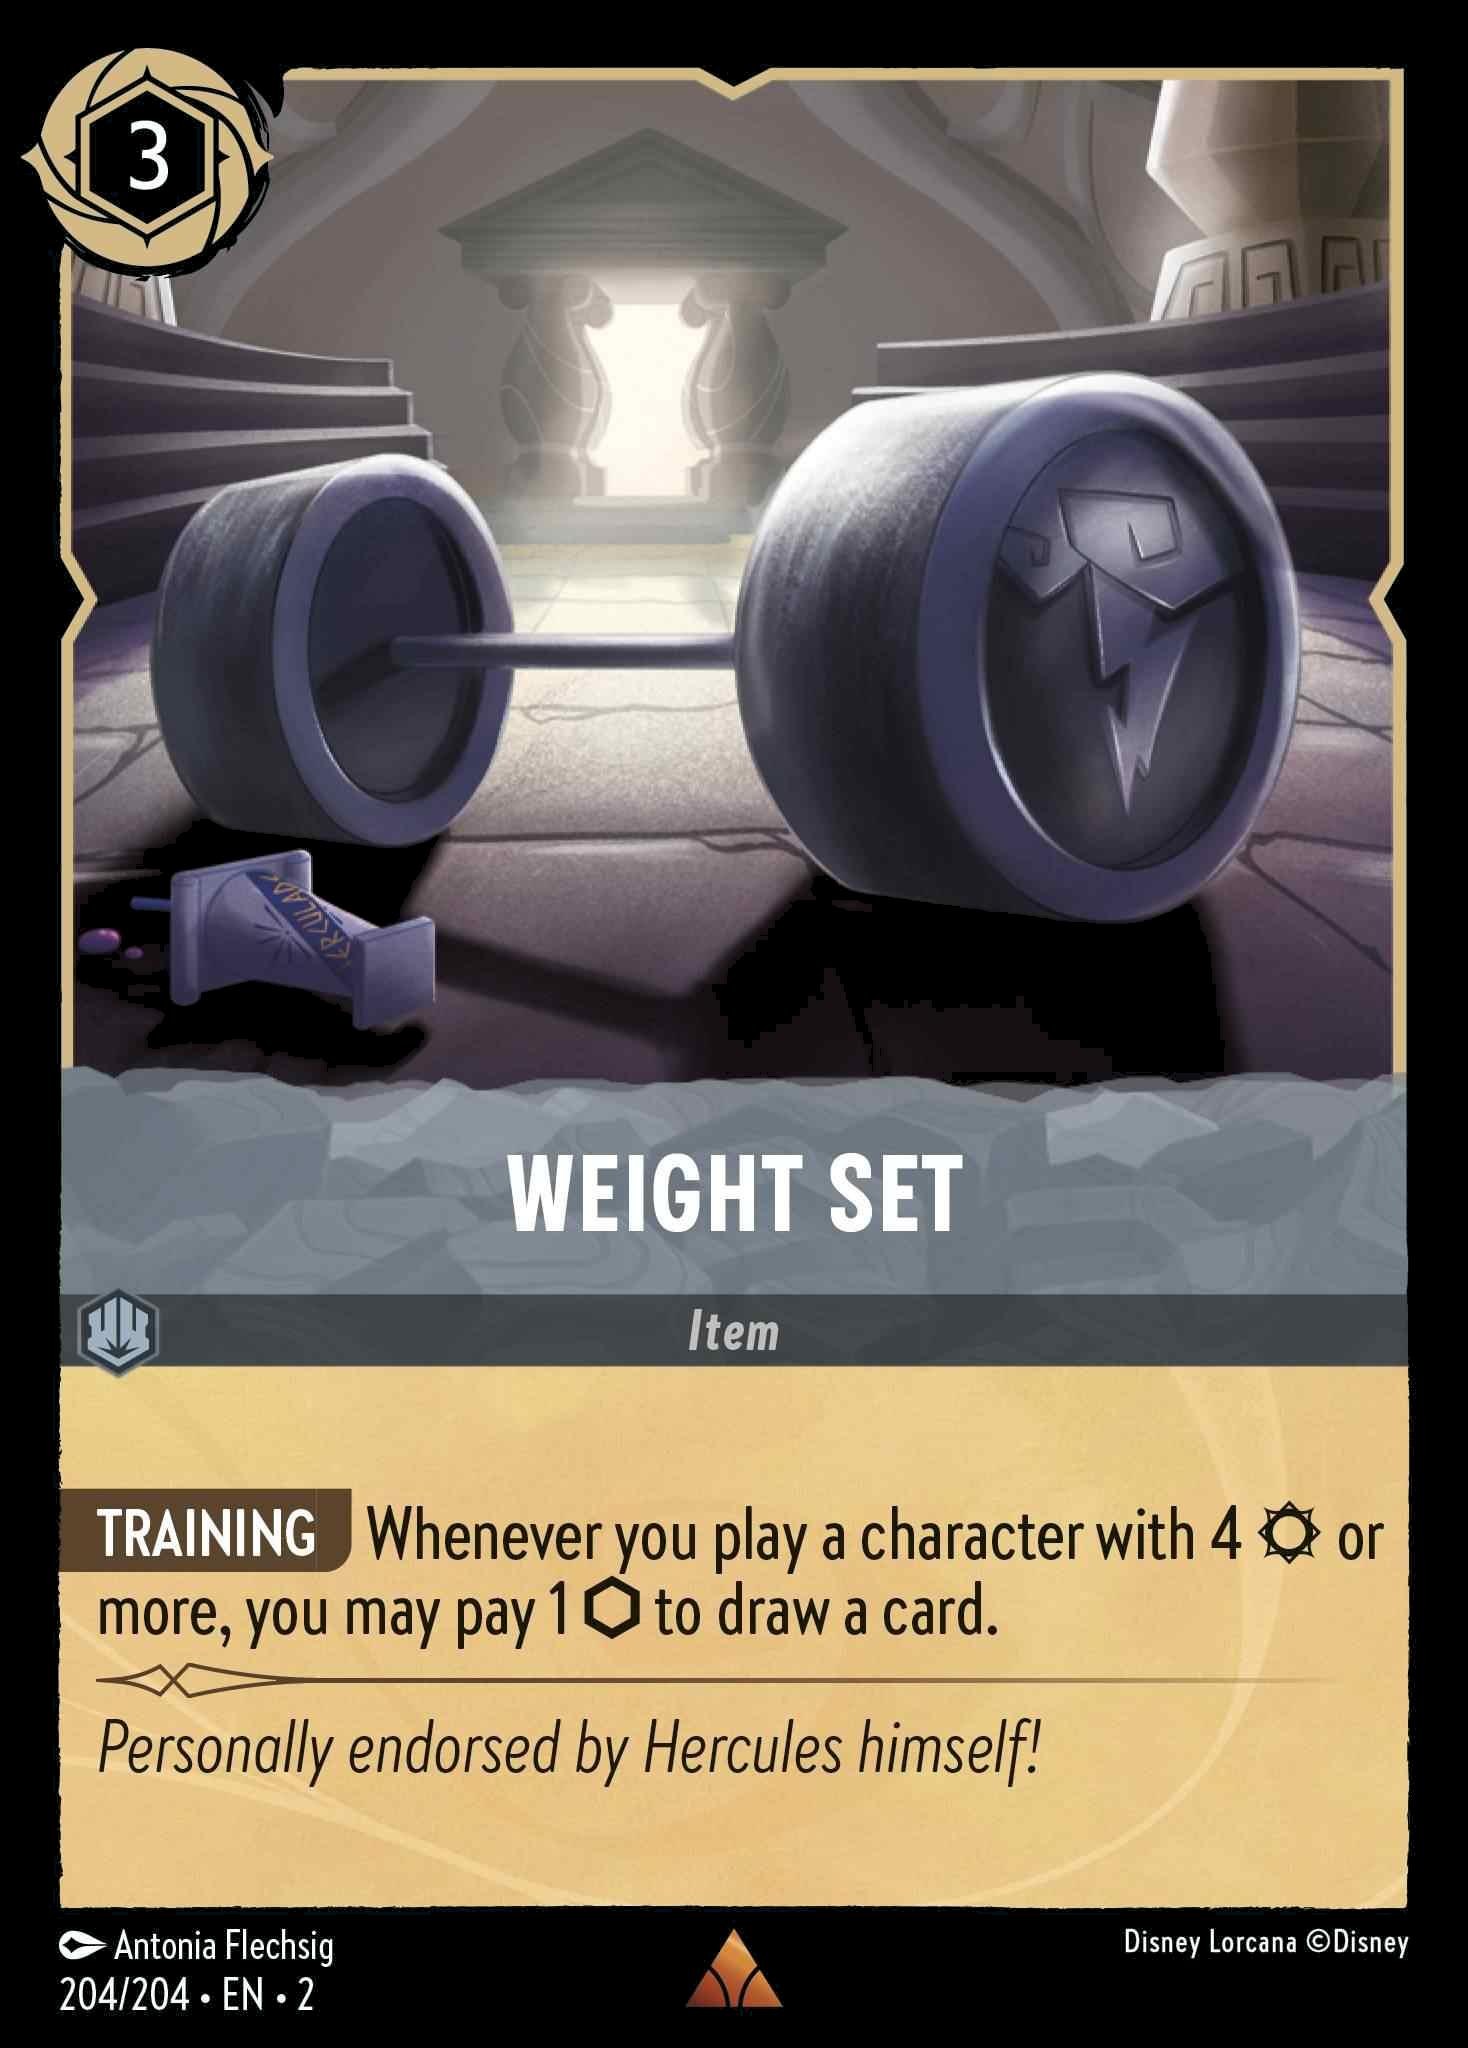 3
ERCULADE
WEIGHT SET
Item
TRAINING Whenever you play a character with 4 or
more, you may pay 1 to draw a card.
Personally endorsed by Hercules himself!
Antonia Flechsig
204/204 • EN • 2
Disney Lorcana ©Disney